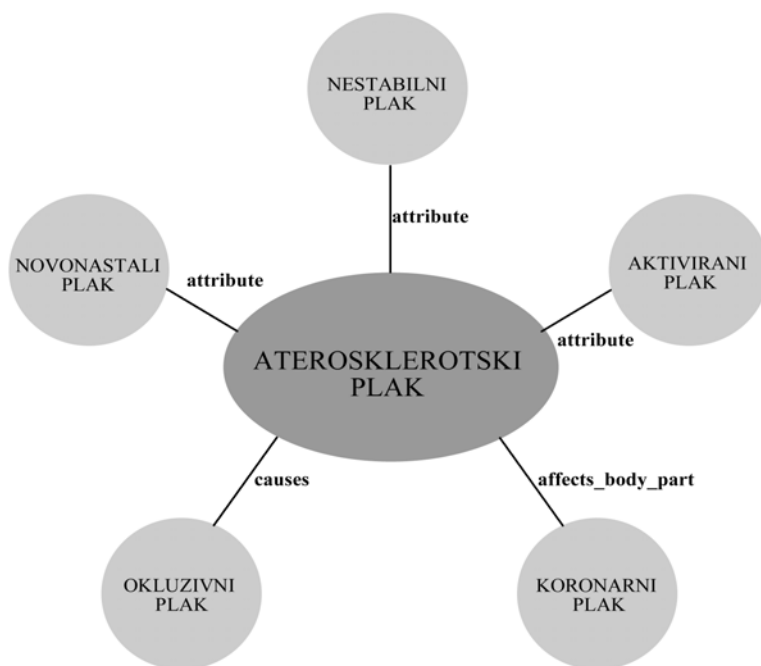 NESTABILNI
PLAK
attribute
NOVONASTALI
PLAK
attribute
AKTIVIRANI
PLAK
attribute
ATEROSKLEROTSKI
PLAK
causes
affects_body_part
OKLUZIVNI
PLAK
KORONARNI
PLAK